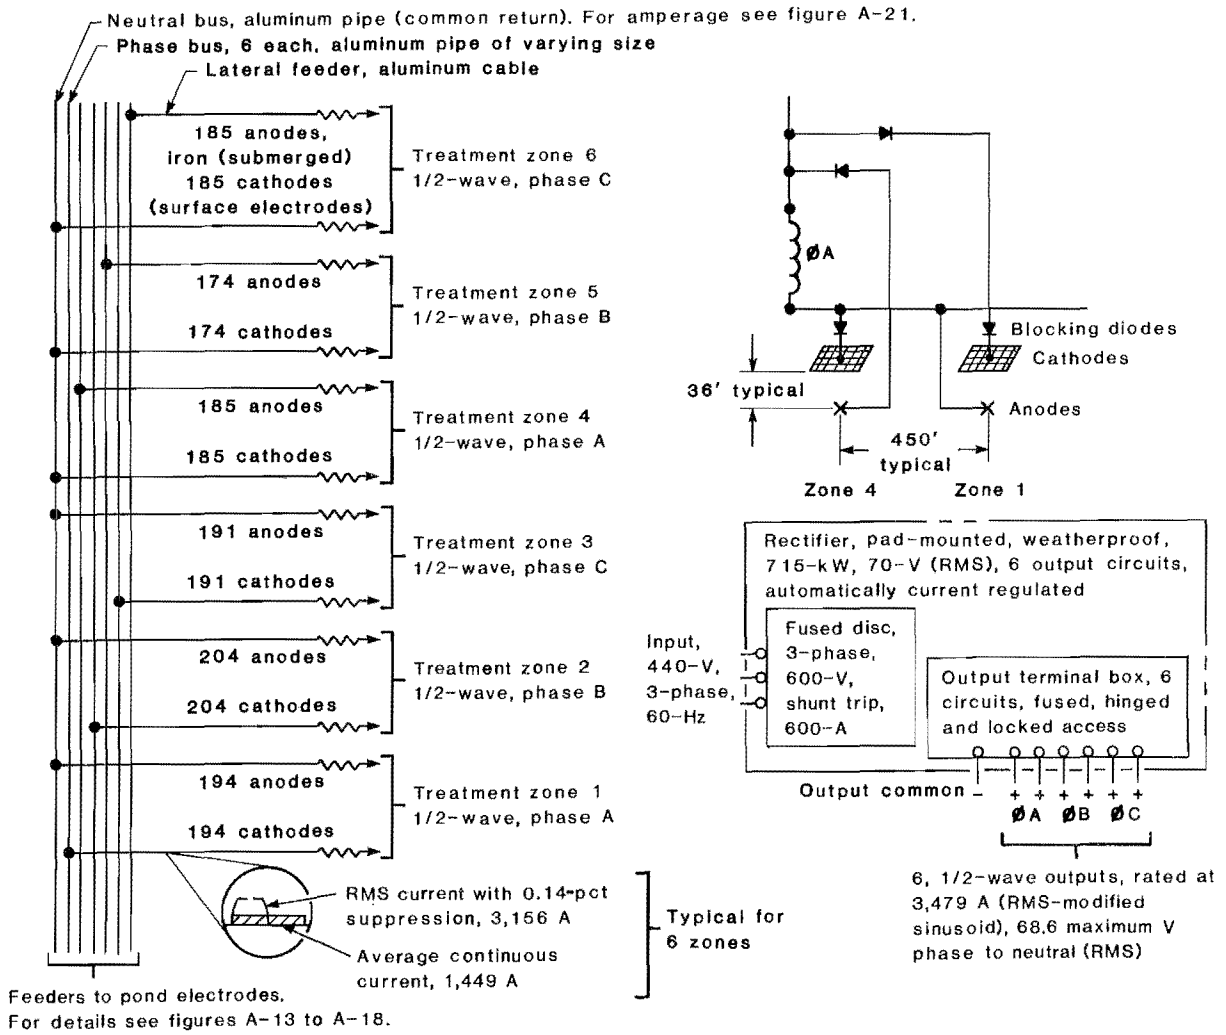 Neutral bus, aluminum pipe (common return). For amperage see figure A-21.
Phase bus, 6 each, aluminum pipe of varying size
Lateral feeder, aluminum cable
185 anodes,
iron (submerged)
185 cathodes
(surface electrodes)
Treatment zone 6
1/2-wave, phase C
174 anodes
174 cathodes
Treatment zone 5
1/2-wave, phase B
185 anodes
185 cathodes
Treatment zone 4
1/2-wave, phase A
191 anodes
191 cathodes
Treatment zone 3
1/2-wave, phase C
204 anodes
204 cathodes
Treatment zone 2
1/2-wave, phase B
194 anodes
194 cathodes
Treatment zone 1
1/2-wave, phase A
RMS current with 0.14-pct
suppression, 3,156 A
Average continuous
current, 1,449 A
Typical for
6 zones
Feeders to pond electrodes.
For details see figures A-13 to A-18.
ØA
Blocking diodes
Cathodes
36' typical
Anodes
450'
typical
Zone 4
Zone 1
Rectifier, pad-mounted, weatherproof,
715-kW, 70-V (RMS), 6 output circuits,
automatically current regulated
Input,
440-V,
3-phase,
60-Hz
Fused disc,
3-phase,
600-V,
shunt trip,
600-A
Output terminal box, 6
circuits, fused, hinged
and locked access
Output common - + + + + + +
ØA ØB ØC
6, 1/2-wave outputs, rated at
3,479 A (RMS-modified
sinusoid), 68.6 maximum V
phase to neutral (RMS)